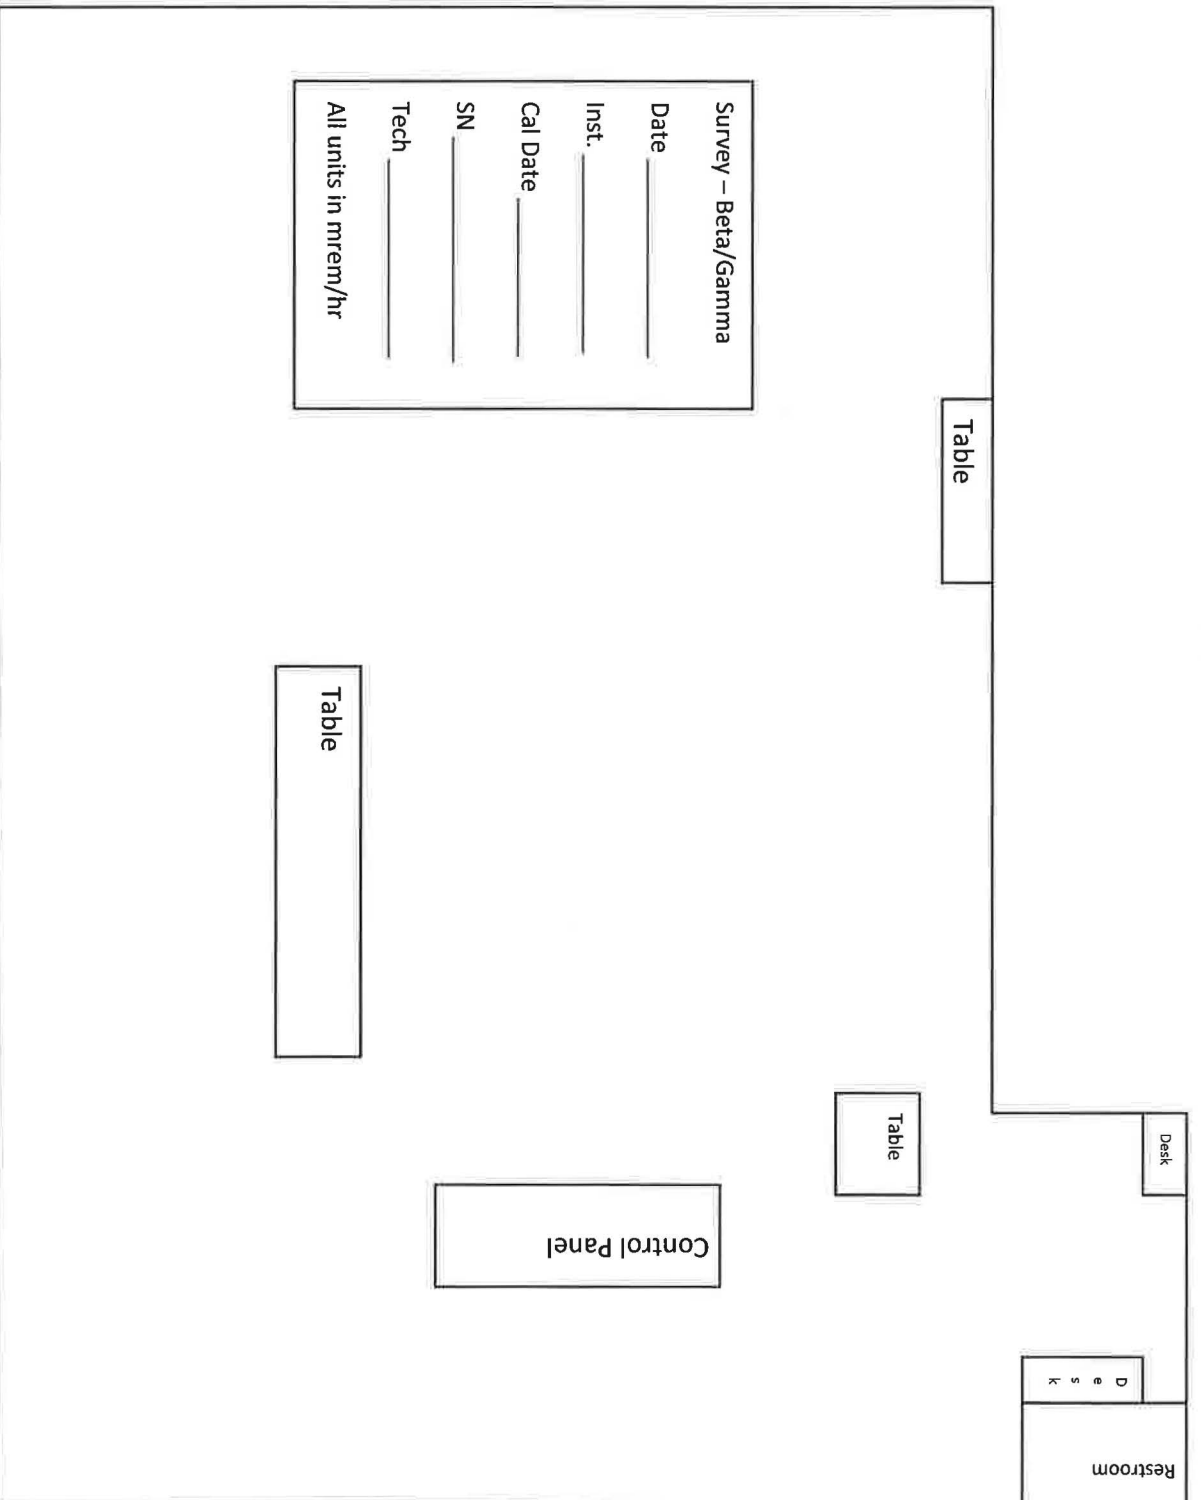 Survey – Beta/Gamma
Date
Inst.
Cal Date
SN
Tech
All units in mrem/hr
Table
Table
Table
Control Panel
Desk
Desk
Restroom